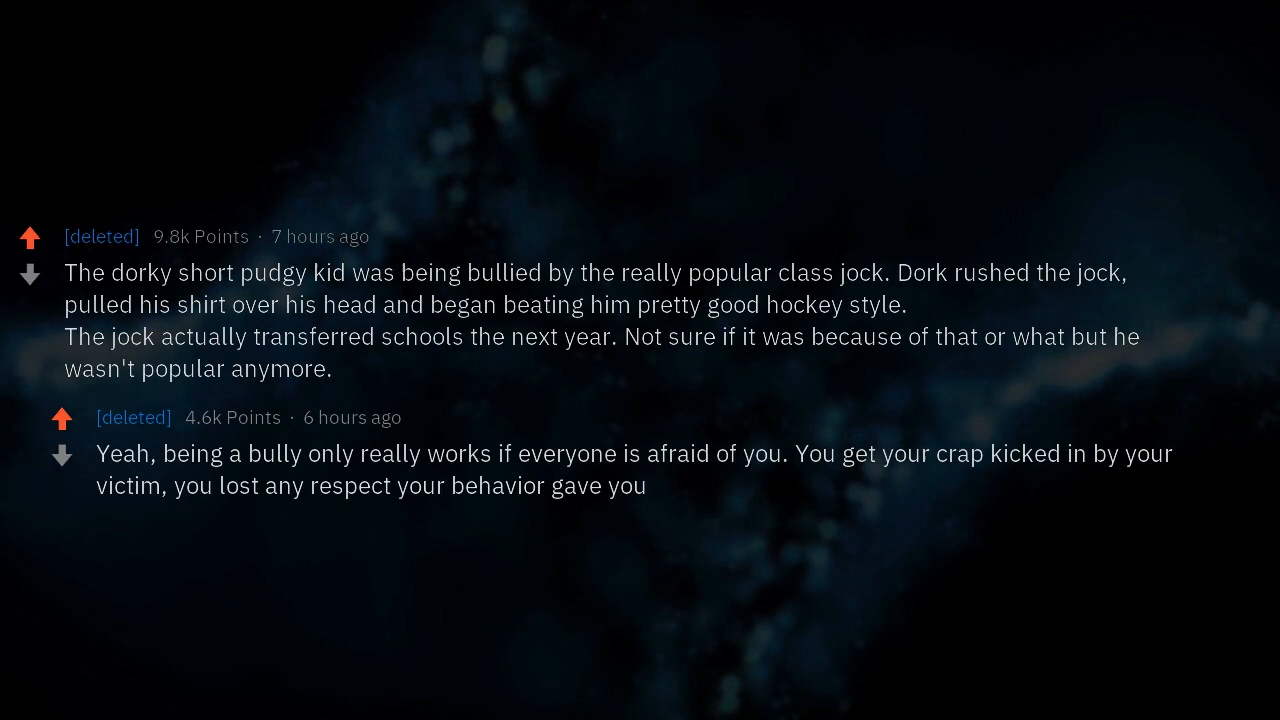 [deleted] 9.8k Points · 7 hours ago
The dorky short pudgy kid was being bullied by the really popular class jock. Dork rushed the jock,
pulled his shirt over his head and began beating him pretty good hockey style.
The jock actually transferred schools the next year. Not sure if it was because of that or what but he
wasn't popular anymore.
[deleted] 4.6k Points · 6 hours ago
Yeah, being a bully only really works if everyone is afraid of you. You get your crap kicked in by your
victim, you lost any respect your behavior gave you